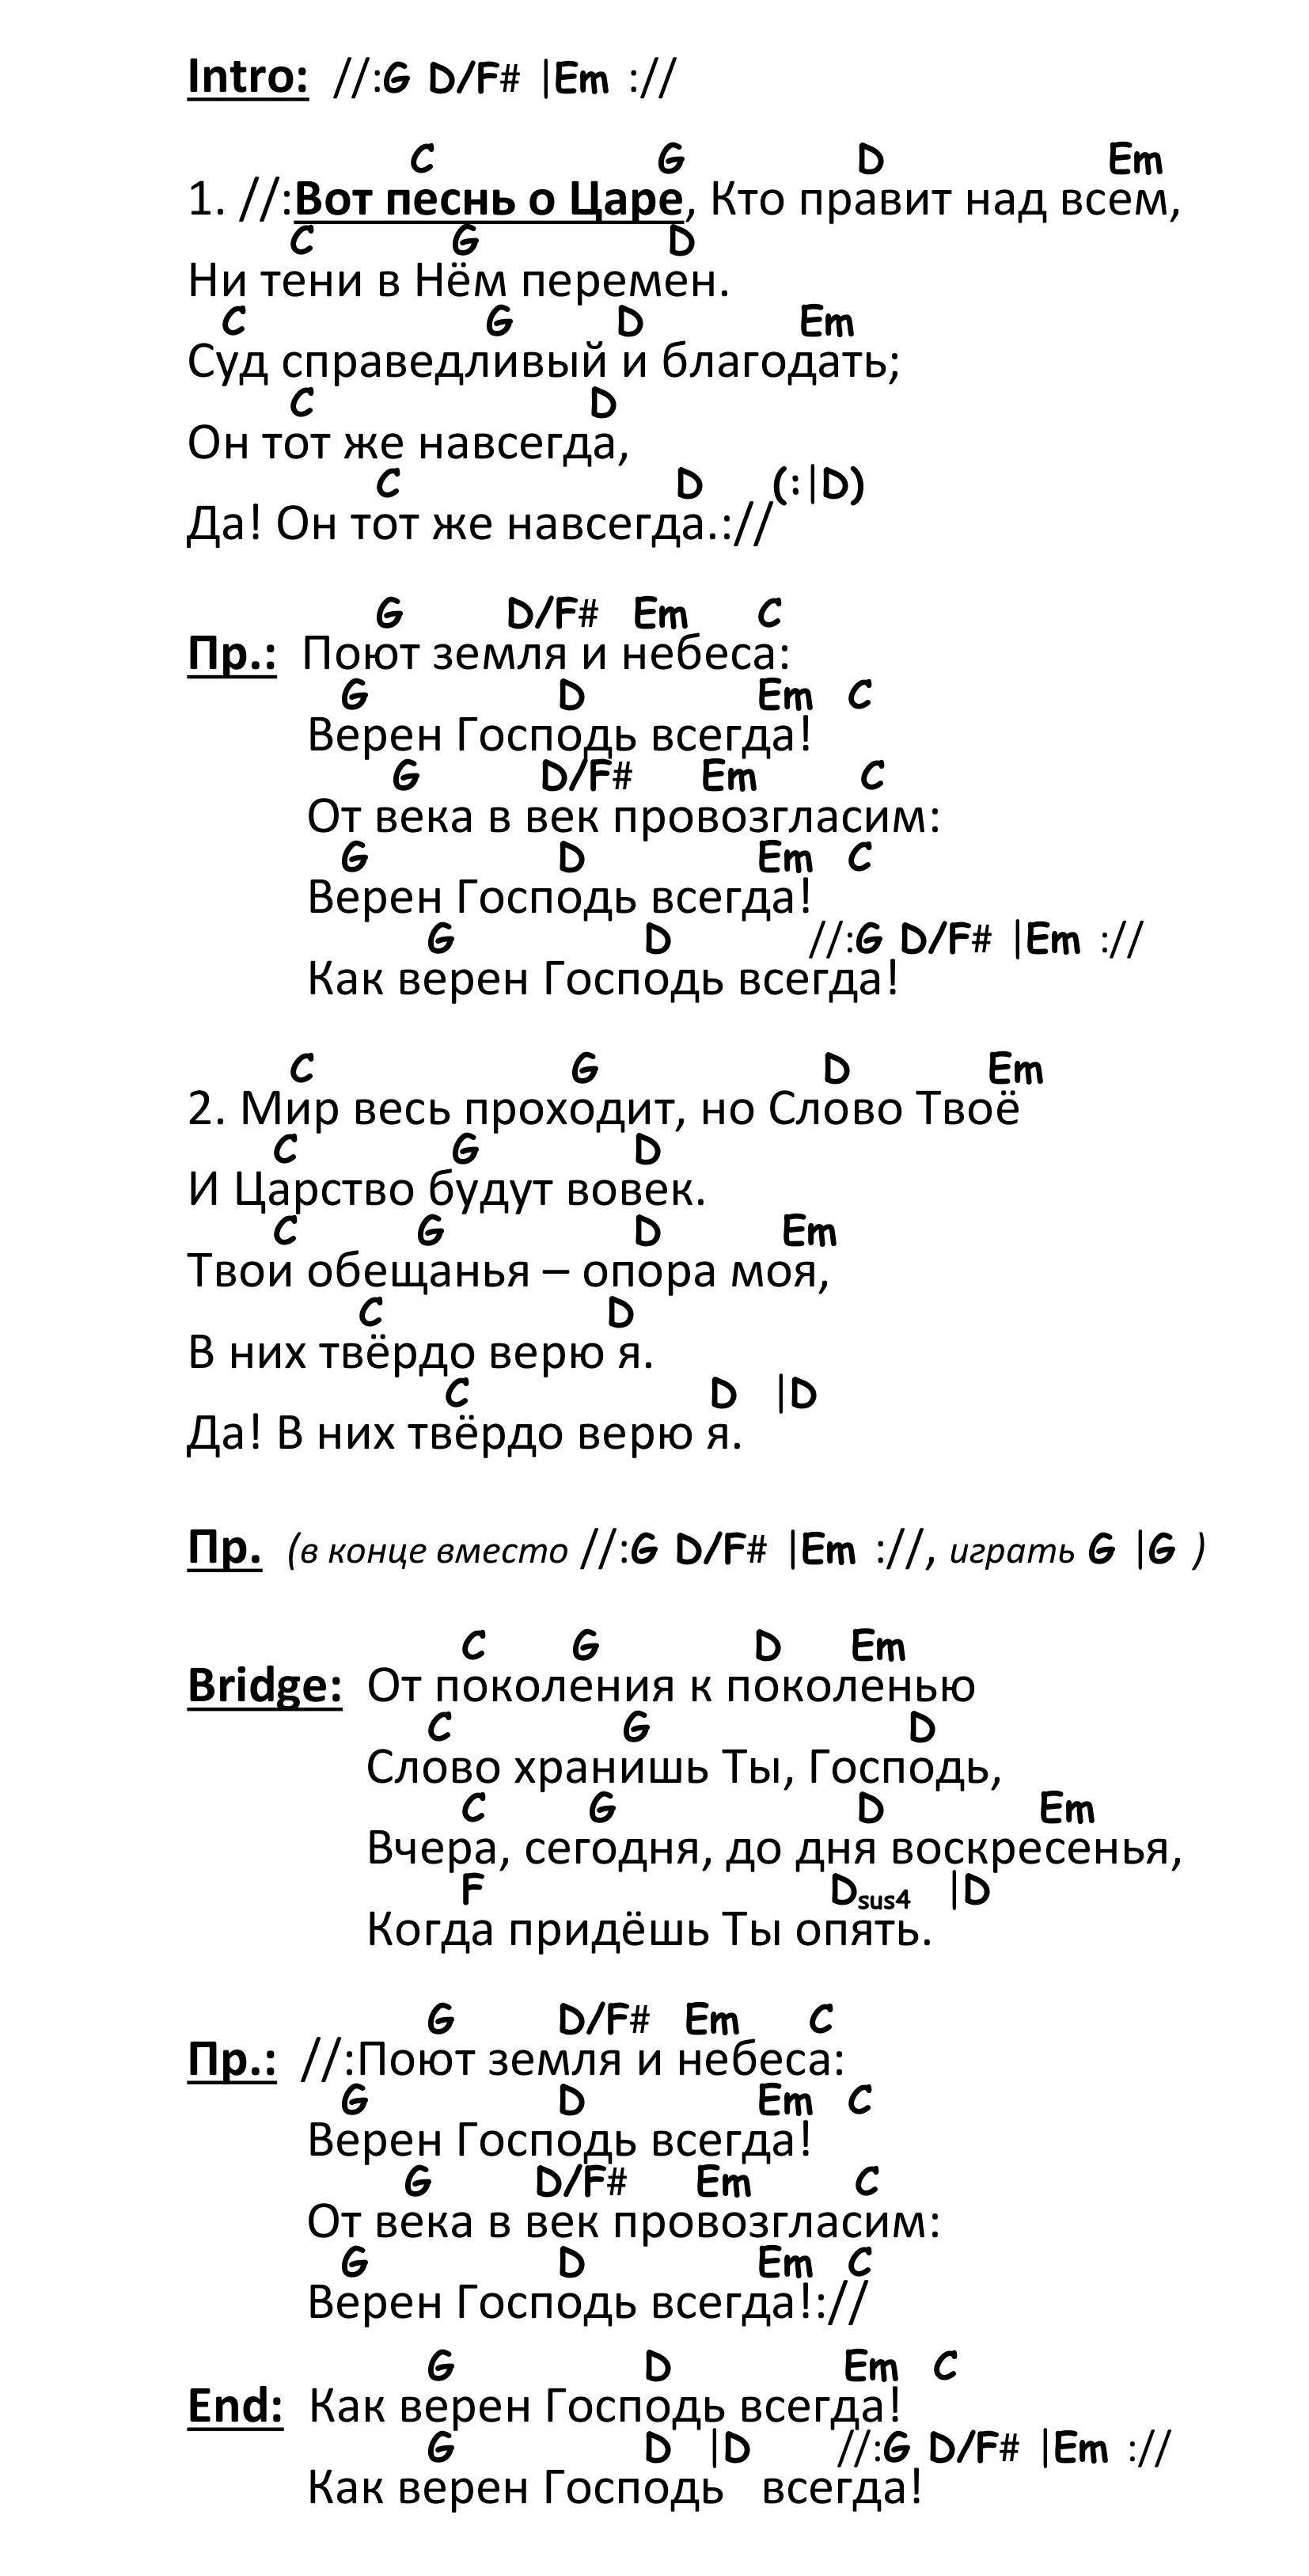 Intro: //:G D/F# |Em ://
C G D Em
1. //:Вот песнь о Царе, Кто правит над всем,
C G D
Ни тени в Нём перемен.
C G D Em
Суд справедливый и благодать;
C D
Он тот же навсегда,
C D (:|D)
Да! Он тот же навсегда.://
G D/F# Em C
Пр.: Поют земля и небеса:
G D Em C
Верен Господь всегда!
G D/F# Em C
От века в век провозгласим:
G D Em C
Верен Господь всегда!
G D //:G D/F# |Em ://
Как верен Господь всегда!
C G D Em
2. Мир весь проходит, но Слово Твоё
C G D
И Царство будут вовек.
C G D Em
Твои обещанья – опора моя,
C D
В них твёрдо верю я.
C D |D
Да! В них твёрдо верю я.
Пр. (в конце вместо //:G D/F# |Em ://, играть G |G )
C G D Em
Bridge: От поколения к поколенью
C G D
Слово хранишь Ты, Господь,
C G D Em
Вчера, сегодня, до дня воскресенья,
F Dsus4 |D
Когда придёшь Ты опять.
G D/F# Em C
Пр.: //:Поют земля и небеса:
G D Em C
Верен Господь всегда!
G D/F# Em C
От века в век провозгласим:
G D Em C
Верен Господь всегда!://
G D Em C
End: Как верен Господь всегда!
G D |D //:G D/F# |Em ://
Как верен Господь всегда!